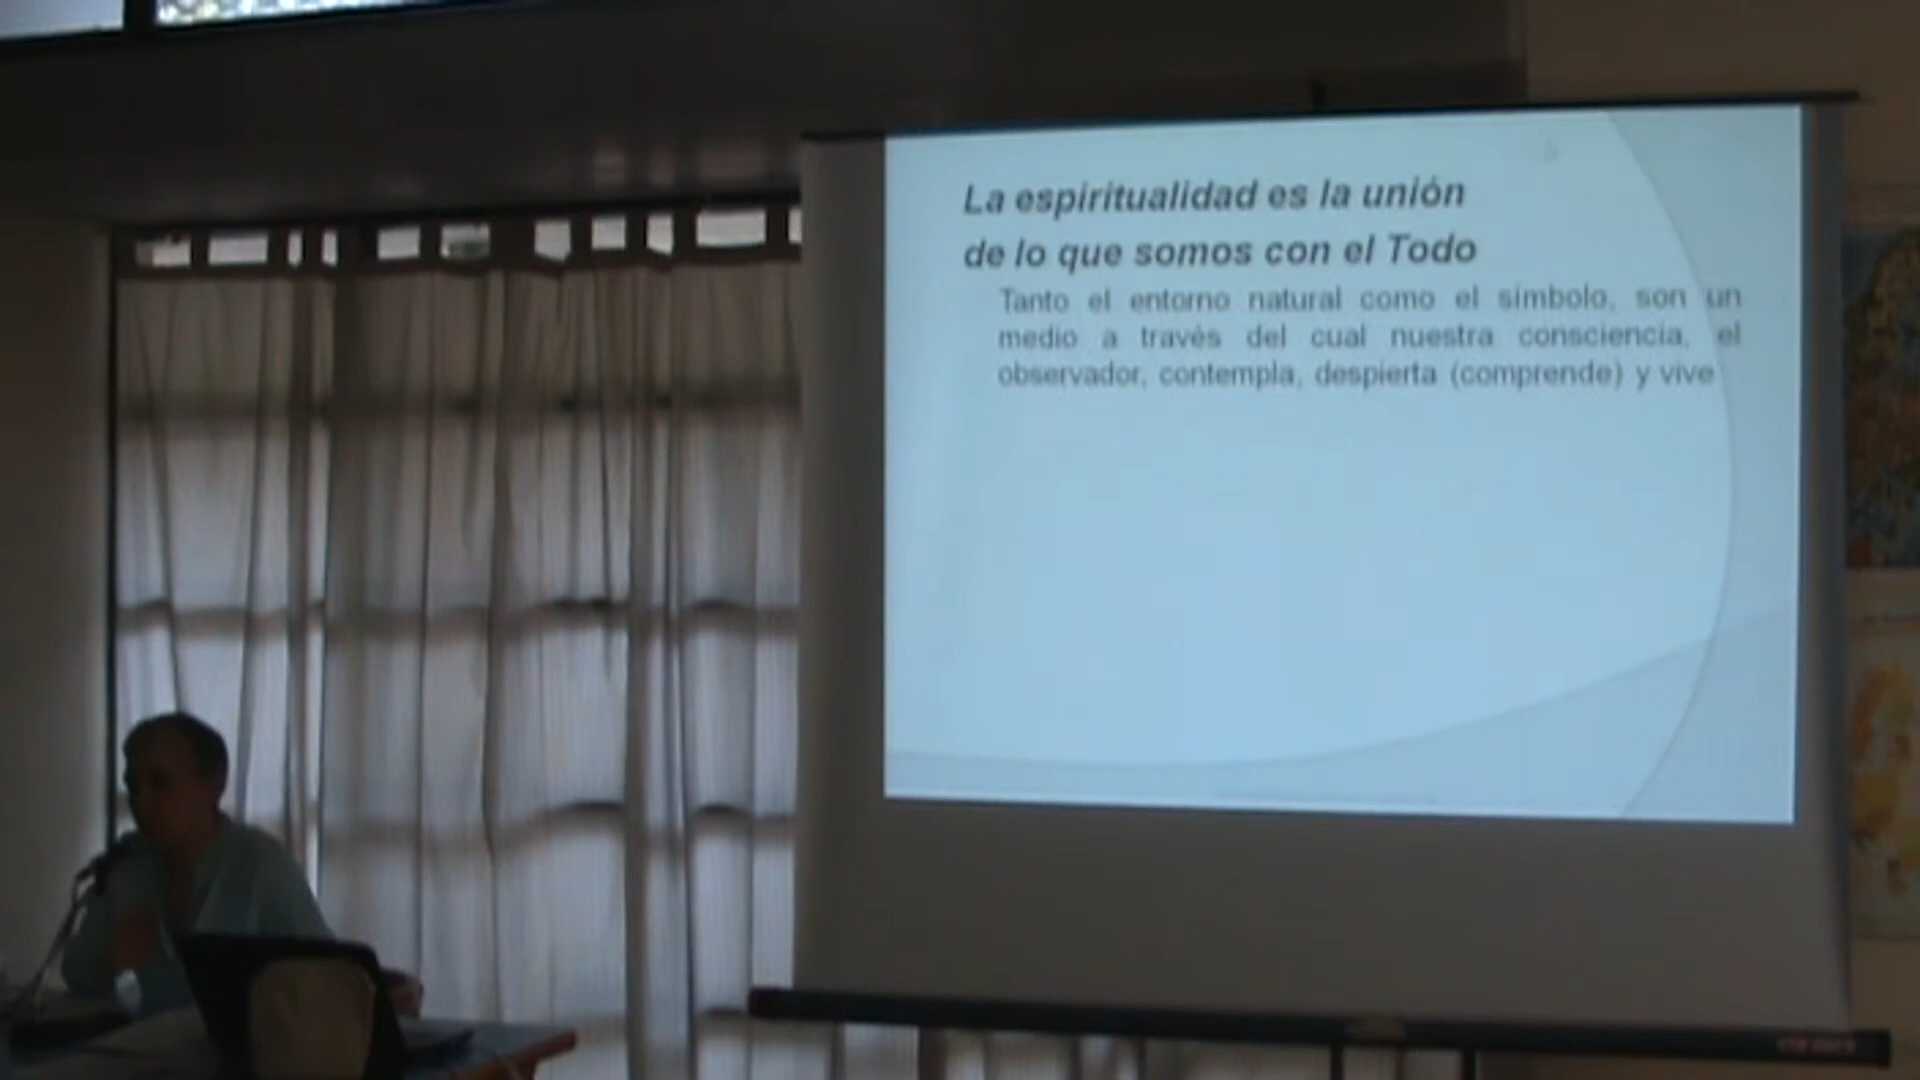 La espiritualidad es la unión
de lo que somos con el Todo
Tanto el entorno natural como el símbolo, son un
medio a través del cual nuestra consciencia, el
observador, contempla, despierta (comprende) y vive